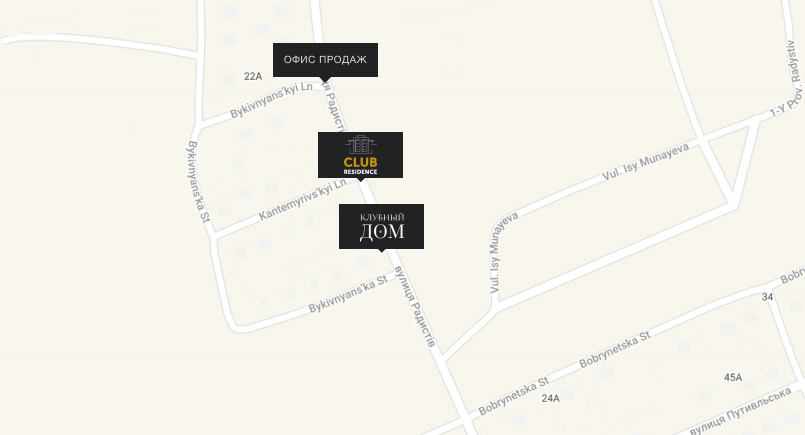 ОФИС ПРОДАЖ
22A
Bykivnyans'kyi Ln
CLUB
RESIDENCE
Kantemyrivs'kyi Ln
Bykivnyans'ka St
КЛУБНЫЙ
ДОМ
Bykivnyans'ka St
вулиця Радистів
Vul. Isy Munayeva
Vul. Isy Munayeva
1-Y Prov. Radystiv
34
Bobrynetska St
Bobrynetska St
24A
45A
вулиця Путивльська